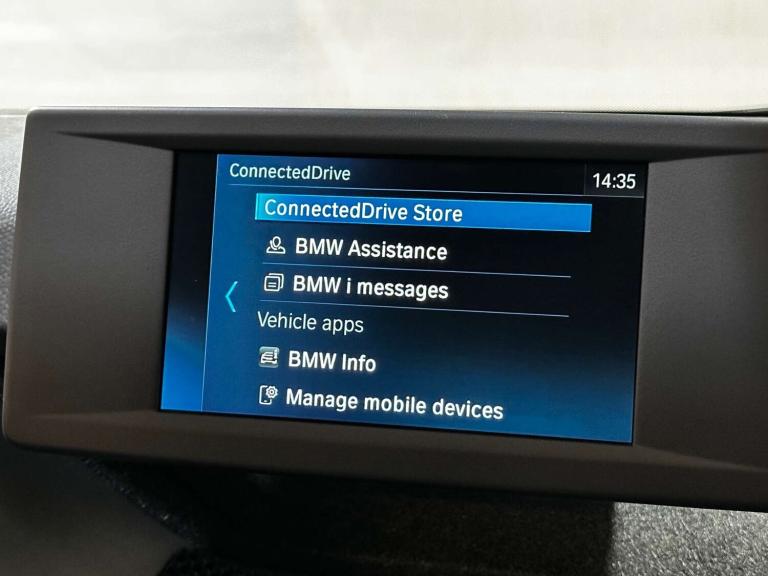 ConnectedDrive
14:35
ConnectedDrive Store
BMW Assistance
BMW i messages
Vehicle apps
BMW Info
Manage mobile devices